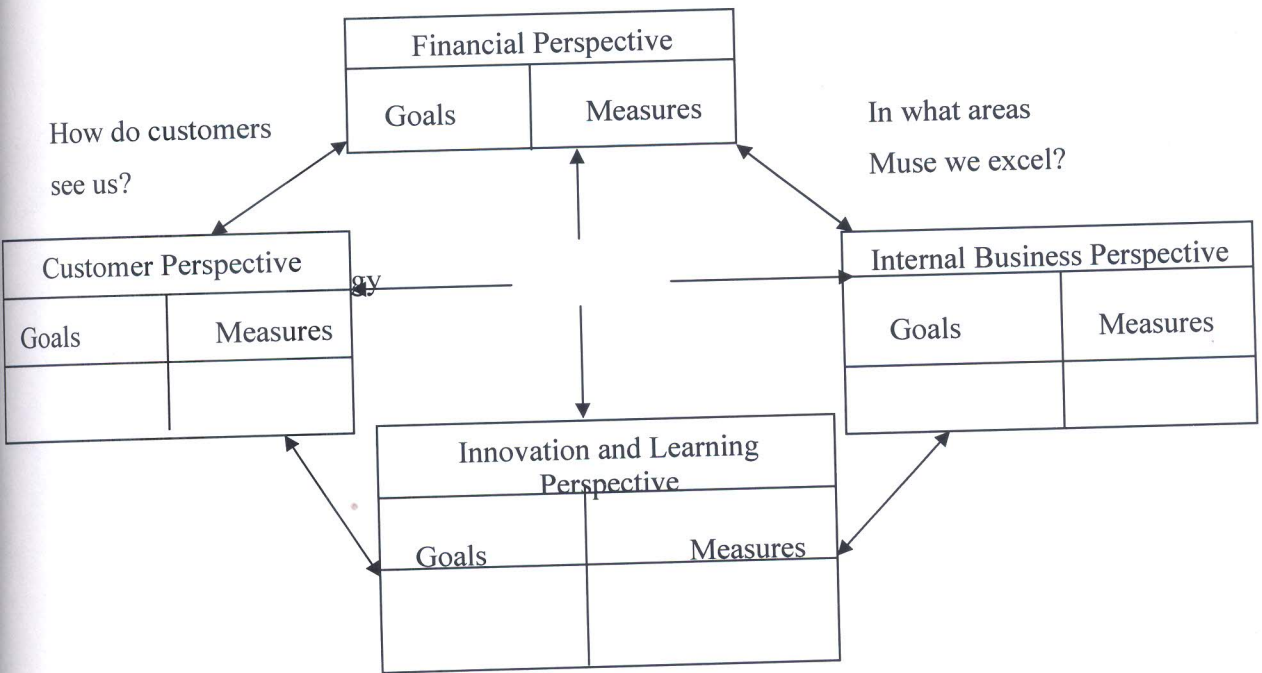 Financial Perspective
Goals
Measures
How do customers
see us?
In what areas
Muse we excel?
Customer Perspective
Goals
Measures
gy
Internal Business Perspective
Goals
Measures
Innovation and Learning
Perspective
Goals
Measures